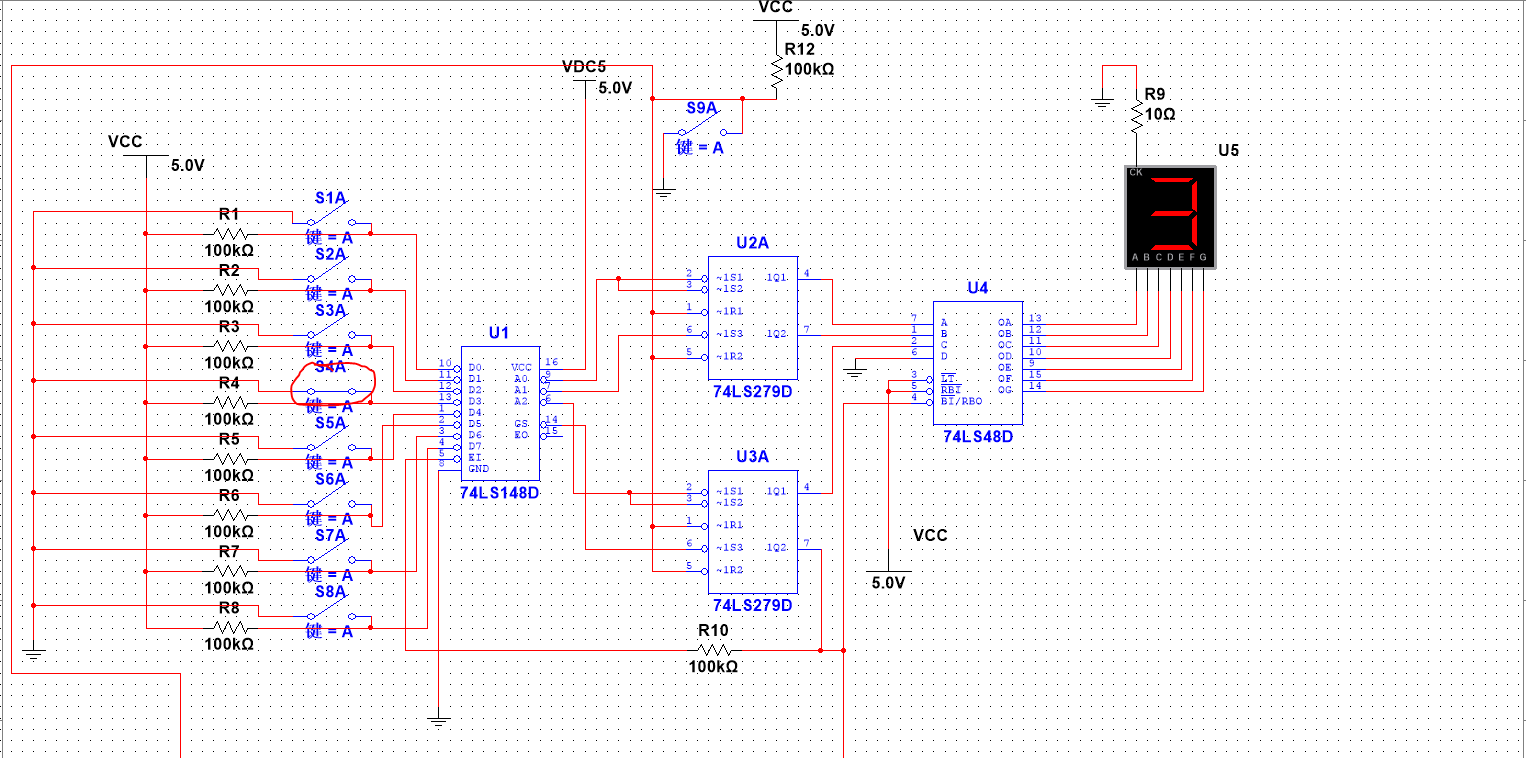 VCC
5.0V
R12
100kΩ
VDC5
5.0V
S9A
键 = A
R9
10Ω
U5
CK
A B C D E F G
VCC
5.0V
S1A
R1
键 = A
100kΩ
S2A
R2
键 = A
100kΩ
S3A
R3
键 = A
100kΩ
S4A
R4
键 = A
100kΩ
S5A
R5
键 = A
100kΩ
S6A
R6
键 = A
100kΩ
S7A
R7
键 = A
100kΩ
S8A
R8
键 = A
100kΩ
U1
10 D0 VCC 16
11 D1 A0 9
12 D2 A1 7
13 D3 A2 6
1 D4
2 D5 GS 14
3 D6 EO 15
4 D7
5 EI
8 GND
74LS148D
U2A
2 ~1S1 1Q1 4
3 ~1S2
1 ~1R1
6 ~1S3 1Q2 7
5 ~1R2
74LS279D
U3A
2 ~1S1 1Q1 4
3 ~1S2
1 ~1R1
6 ~1S3 1Q2 7
5 ~1R2
74LS279D
R10
100kΩ
U4
7 A OA 13
1 B OB 12
2 C OC 11
6 D OD 10
OE 9
3 LT OF 15
5 RBI OG 14
4 BI/RBO
74LS48D
VCC
5.0V
3